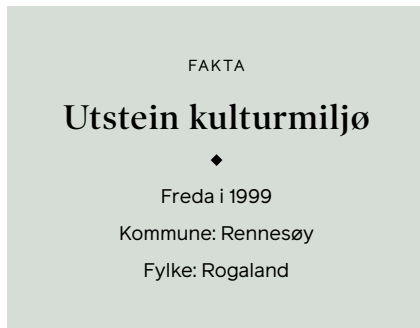 FAKTA
Utstein kulturmiljø
Freda i 1999
Kommune: Rennesøy
Fylke: Rogaland